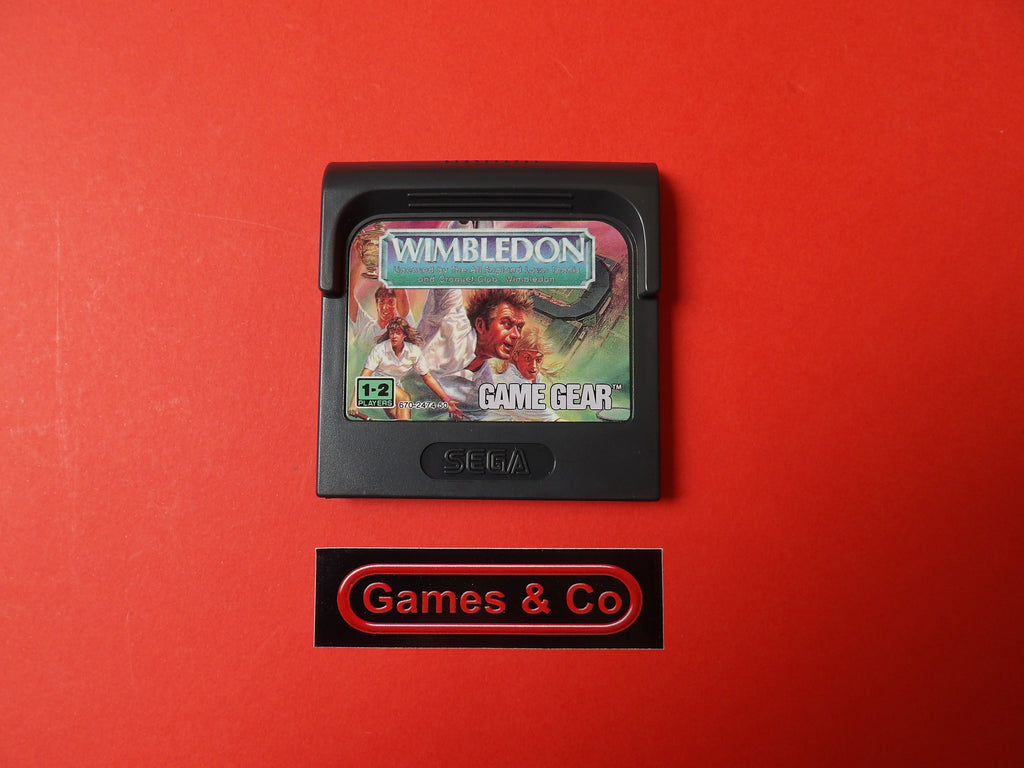 WIMBLEDON
Licensed by the All England Lawn Tennis
and Croquet Club, Wimbledon
1-2
PLAYERS
670-2474-50
GAME GEAR™
SEGA
Games & Co